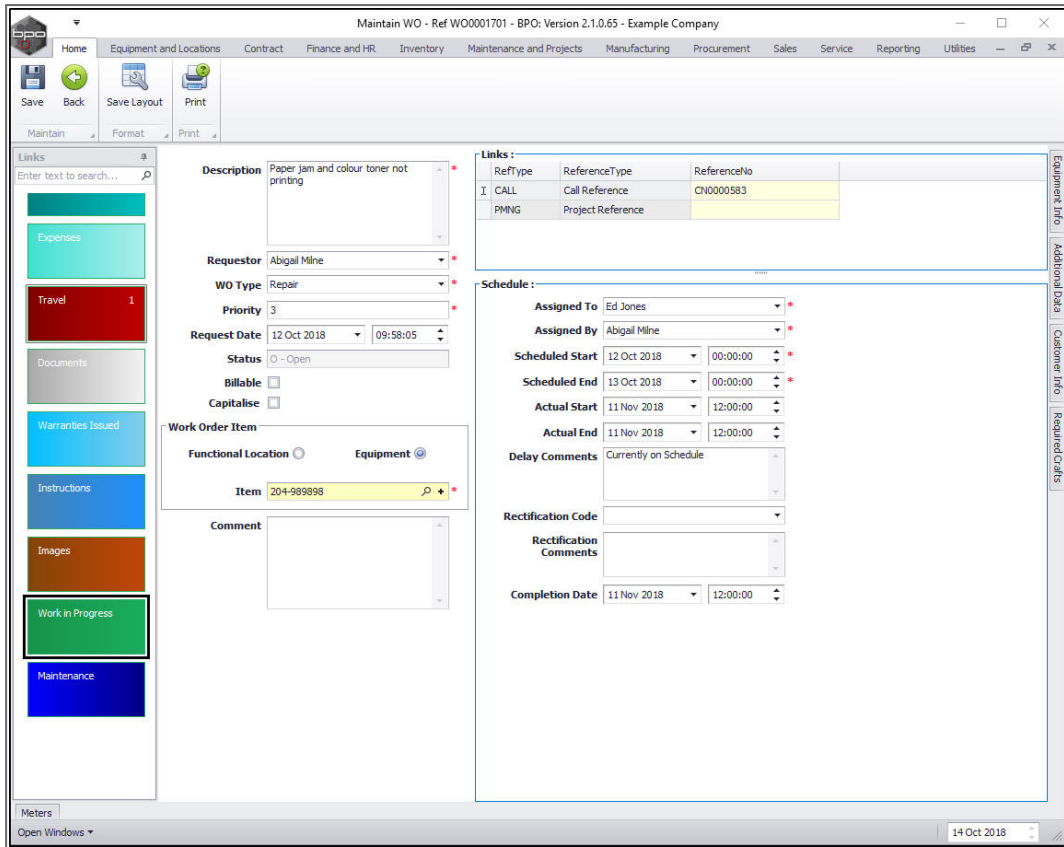 Maintain WO - Ref WO0001701 - BPO: Version 2.1.0.65 - Example Company
bpo
Home Equipment and Locations Contract Finance and HR Inventory Maintenance and Projects Manufacturing Procurement Sales Service Reporting Utilities
Save Back Save Layout Print
Maintain Format Print
Links
Enter text to search...
Expenses
Travel 1
Documents
Warranties Issued
Instructions
Images
Work in Progress
Maintenance
Description Paper jam and colour toner not
printing
*
Requestor Abigail Milne *
WO Type Repair *
Priority 3 *
Request Date 12 Oct 2018 09:58:05
Status O - Open
Billable
Capitalise
Work Order Item
Functional Location Equipment
Item 204-989898 *
Comment
Links :
RefType ReferenceType ReferenceNo
CALL Call Reference CN0000583
PMNG Project Reference
Schedule :
Assigned To Ed Jones *
Assigned By Abigail Milne *
Scheduled Start 12 Oct 2018 00:00:00 *
Scheduled End 13 Oct 2018 00:00:00 *
Actual Start 11 Nov 2018 12:00:00
Actual End 11 Nov 2018 12:00:00
Delay Comments Currently on Schedule
Rectification Code
Rectification
Comments
Completion Date 11 Nov 2018 12:00:00
Equipment Info
Additional Data
Customer Info
Required Crafts
Meters
Open Windows
14 Oct 2018